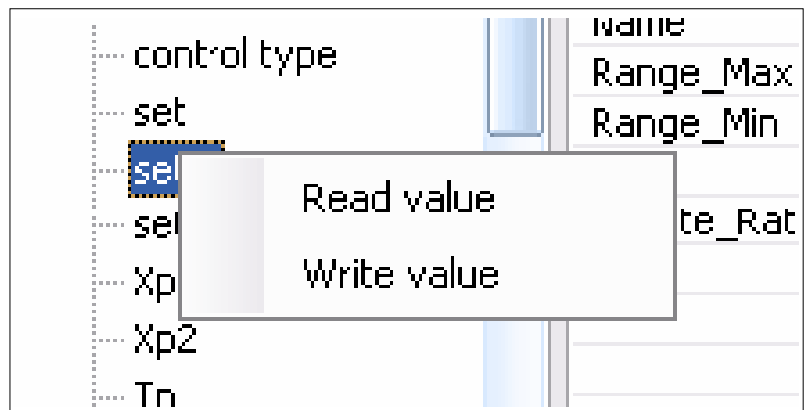 control type
set
Xp2
Tn
Read value
Write value
Name
Range_Max
Range_Min